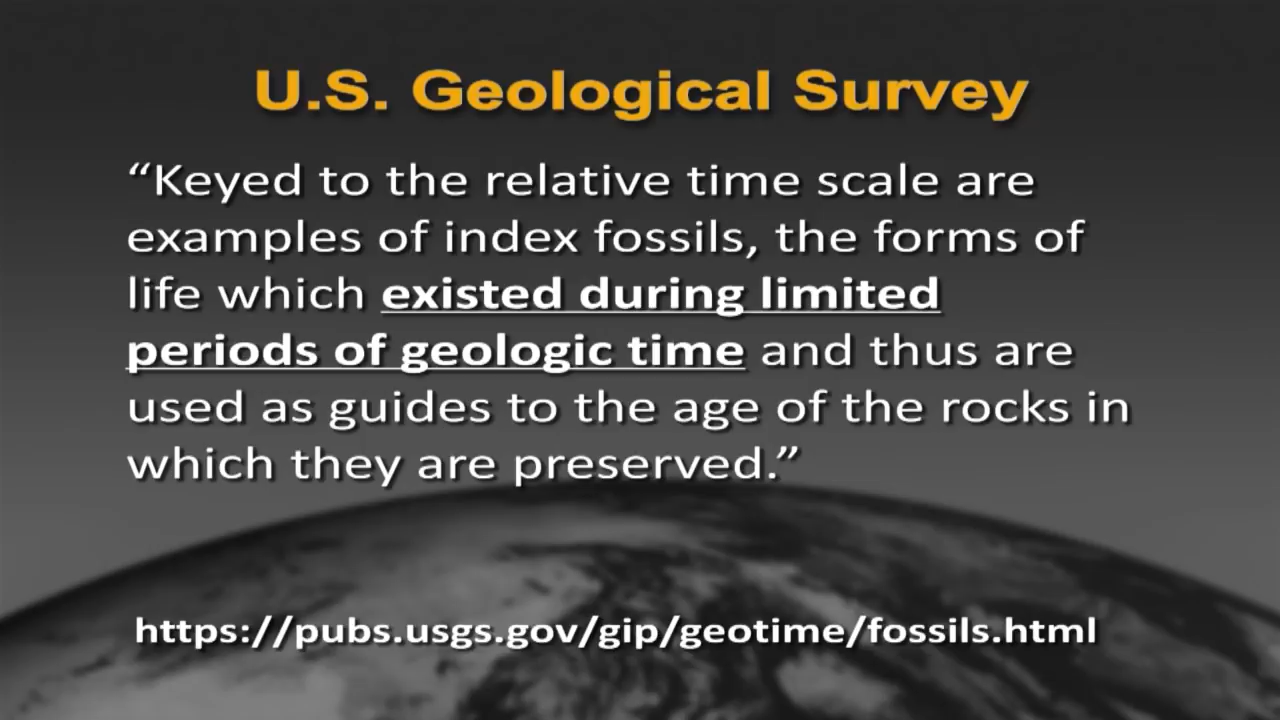 U.S. Geological Survey
“Keyed to the relative time scale are
examples of index fossils, the forms of
life which existed during limited
periods of geologic time and thus are
used as guides to the age of the rocks in
which they are preserved.”
https://pubs.usgs.gov/gip/geotime/fossils.html